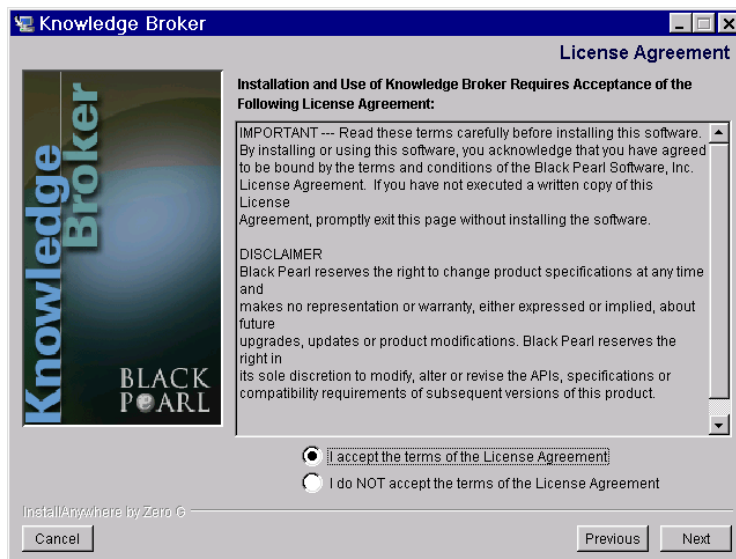 Knowledge Broker
License Agreement
Knowledge
Broker
BLACK
PeARL
Installation and Use of Knowledge Broker Requires Acceptance of the
Following License Agreement:
IMPORTANT --- Read these terms carefully before installing this software.
By installing or using this software, you acknowledge that you have agreed
to be bound by the terms and conditions of the Black Pearl Software, Inc.
License Agreement. If you have not executed a written copy of this
License
Agreement, promptly exit this page without installing the software.
DISCLAIMER
Black Pearl reserves the right to change product specifications at any time
and
makes no representation or warranty, either expressed or implied, about
future
upgrades, updates or product modifications. Black Pearl reserves the
right in
its sole discretion to modify, alter or revise the APIs, specifications or
compatibility requirements of subsequent versions of this product.
I accept the terms of the License Agreement
I do NOT accept the terms of the License Agreement
InstallAnywhere by Zero G
Cancel
Previous
Next